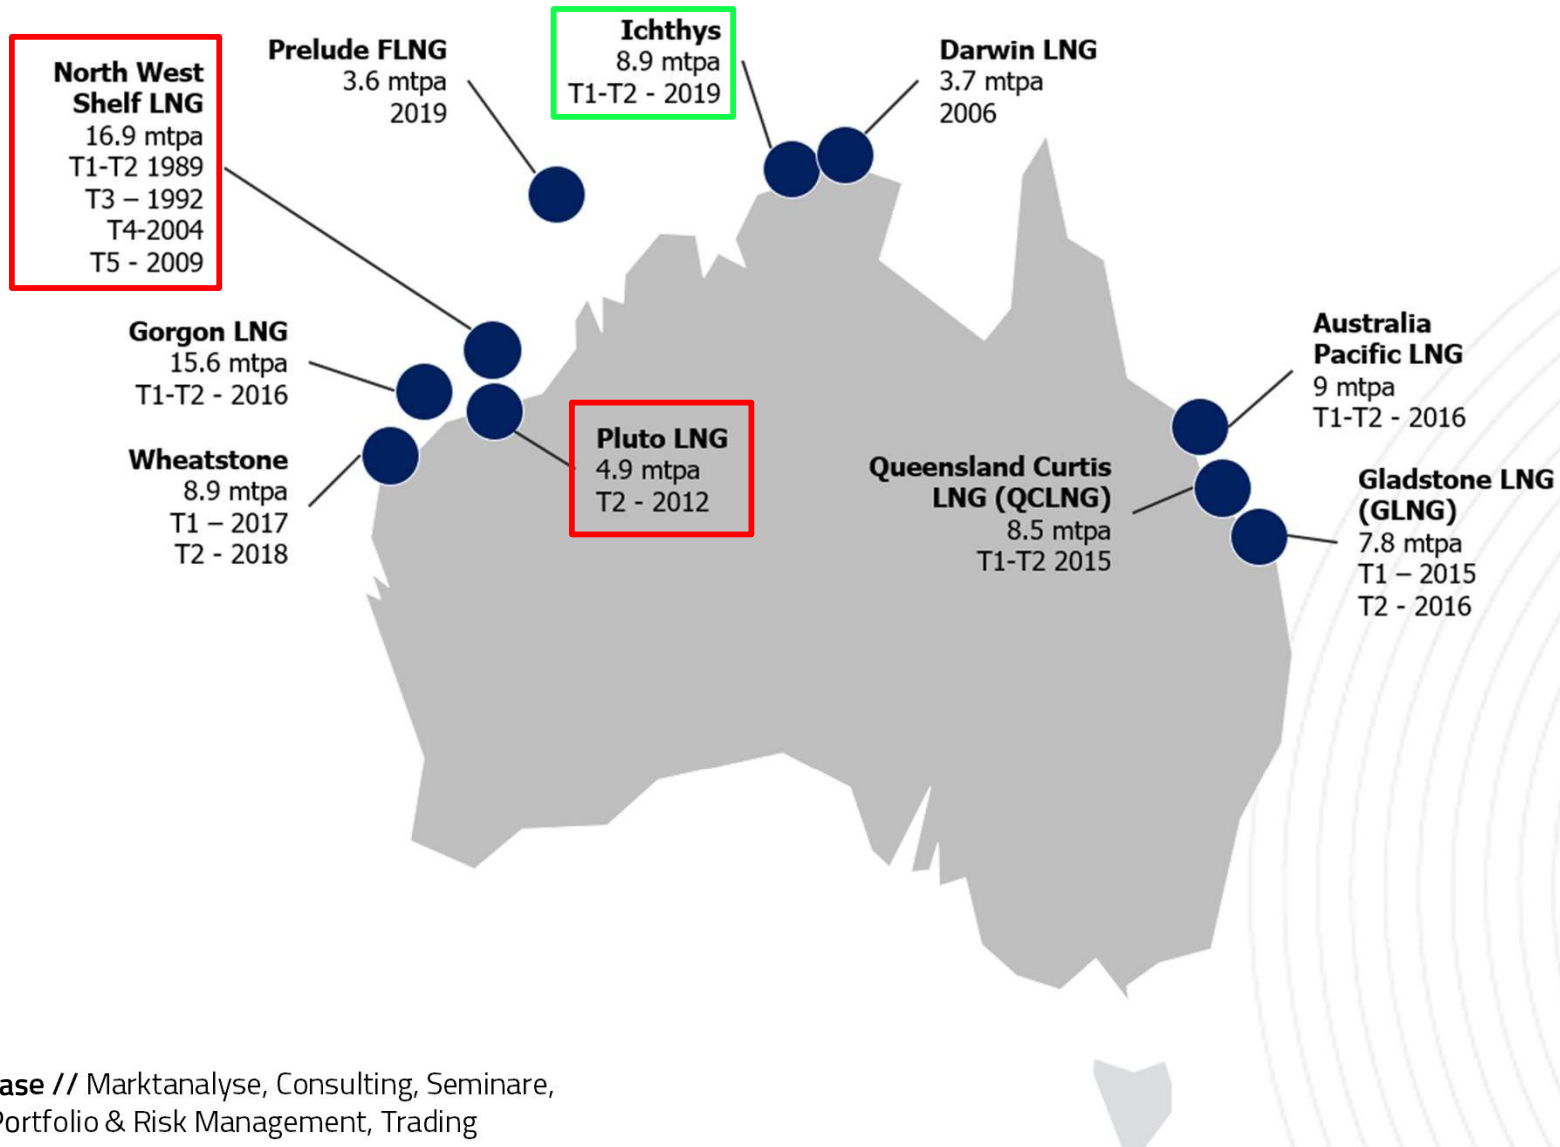 North West
Shelf LNG
16.9 mtpa
T1-T2 1989
T3 – 1992
T4-2004
T5 - 2009
Prelude FLNG
3.6 mtpa
2019
Ichthys
8.9 mtpa
T1-T2 - 2019
Darwin LNG
3.7 mtpa
2006
Gorgon LNG
15.6 mtpa
T1-T2 - 2016
Wheatstone
8.9 mtpa
T1 – 2017
T2 - 2018
Pluto LNG
4.9 mtpa
T2 - 2012
Queensland Curtis
LNG (QCLNG)
8.5 mtpa
T1-T2 2015
Australia
Pacific LNG
9 mtpa
T1-T2 - 2016
Gladstone LNG
(GLNG)
7.8 mtpa
T1 – 2015
T2 - 2016
ase // Marktanalyse, Consulting, Seminare,
Portfolio & Risk Management, Trading